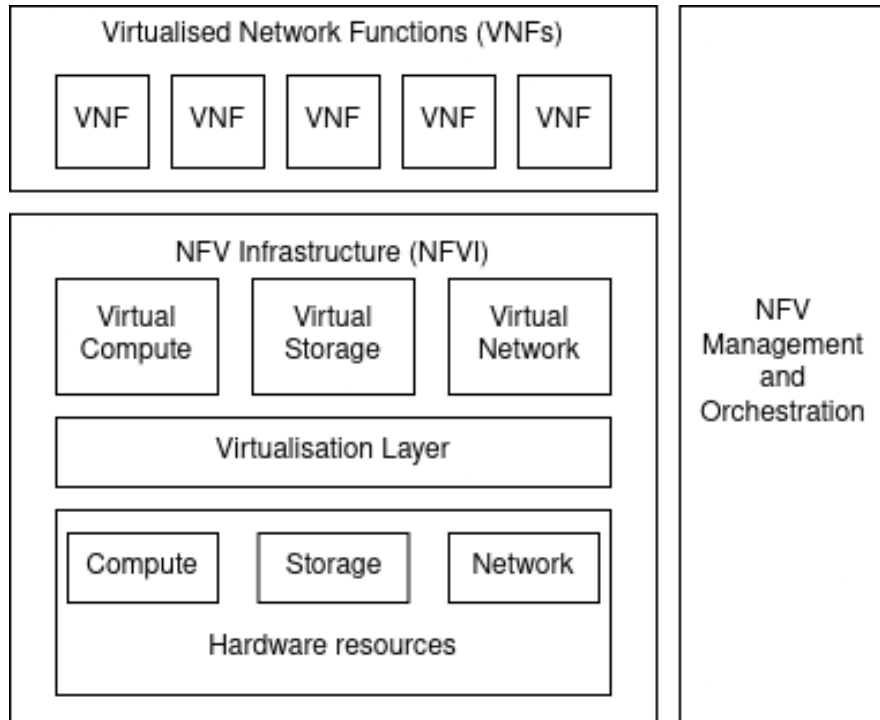 Virtualised Network Functions (VNFs)
VNF
VNF
VNF
VNF
VNF
NFV Infrastructure (NFVI)
Virtual
Compute
Virtual
Storage
Virtual
Network
Virtualisation Layer
Compute
Storage
Network
Hardware resources
NFV
Management
and
Orchestration